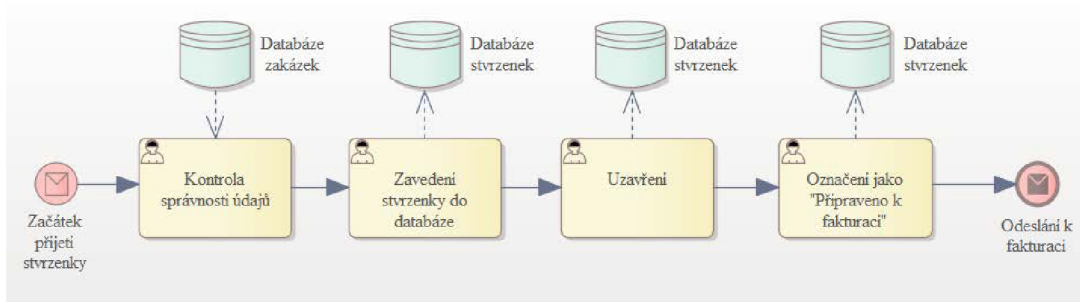 Databáze
zakázek
Databáze
stvrzenek
Databáze
stvrzenek
Databáze
stvrzenek
Začátek
přijetí
stvrzenky
Kontrola
správnosti údajů
Zavedení
stvrzenky do
databáze
Uzavření
Označení jako
"Připraveno k
fakturaci"
Odeslání k
fakturaci